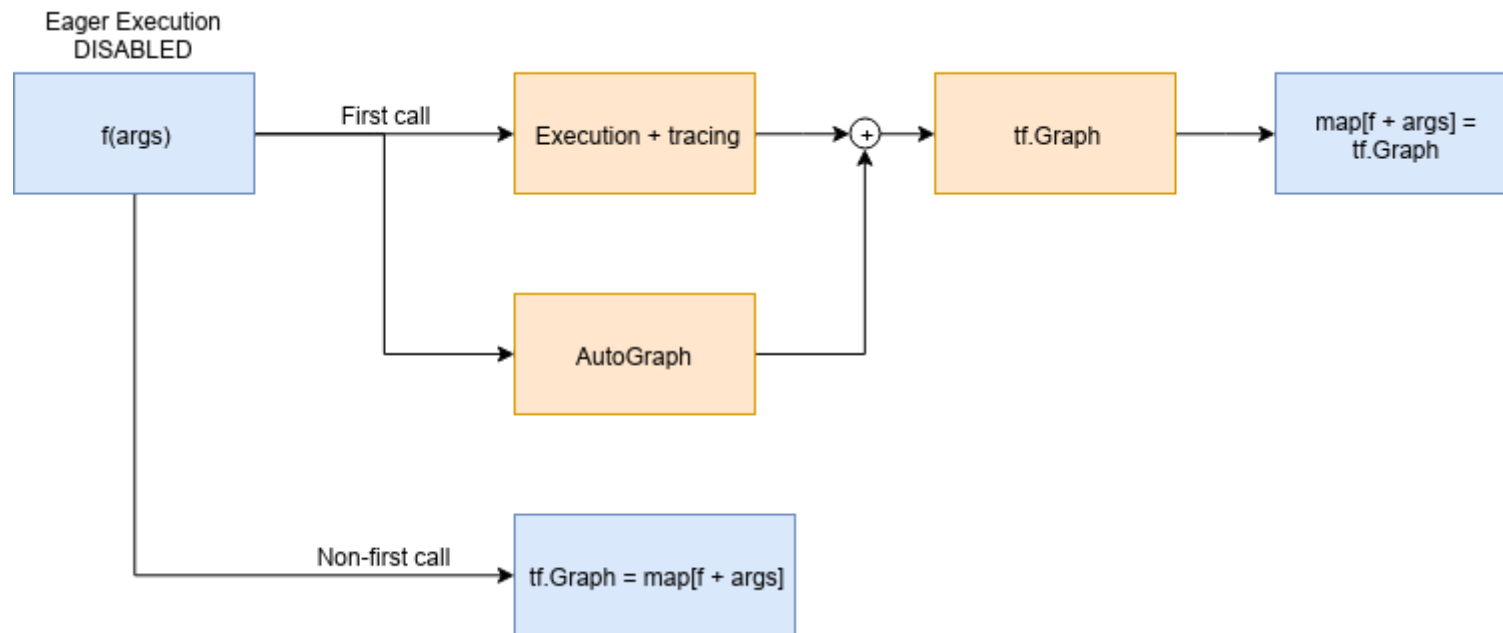 Eager Execution
DISABLED
f(args)
First call
Execution + tracing
+
tf.Graph
map[f + args] =
tf.Graph
AutoGraph
Non-first call
tf.Graph = map[f + args]